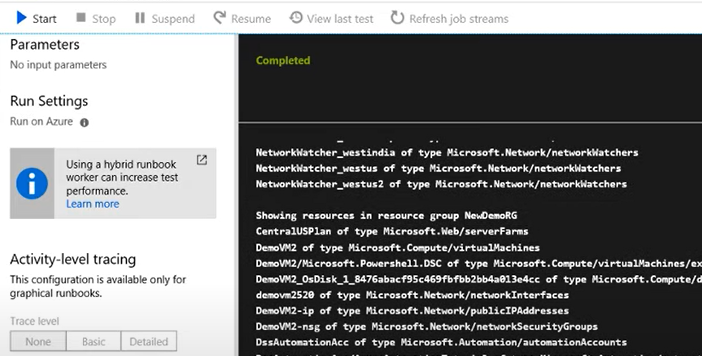 Start Stop Suspend Resume View last test Refresh job streams
Parameters
No input parameters
Run Settings
Run on Azure
Using a hybrid runbook
worker can increase test
performance.
Learn more
Activity-level tracing
This configuration is available only for
graphical runbooks.
Trace level
None Basic Detailed
Completed
NetworkWatcher_westindia of type Microsoft.Network/networkWatchers
NetworkWatcher_westus of type Microsoft.Network/networkWatchers
NetworkWatcher_westus2 of type Microsoft.Network/networkWatchers
Showing resources in resource group NewDemoRG
CentralUSPlan of type Microsoft.Web/serverFarms
DemoVM2 of type Microsoft.Compute/virtualMachines
DemoVM2/Microsoft.Powershell.DSC of type Microsoft.Compute/virtualMachines/ex
DemoVM2_OsDisk_1_8476abacf95c469fbfbb2bb4a013e4cc of type Microsoft.Compute/d
demovm2520 of type Microsoft.Network/networkInterfaces
DemoVM2-ip of type Microsoft.Network/publicIPAddresses
DemoVM2-nsg of type Microsoft.Network/networkSecurityGroups
DssAutomationAcc of type Microsoft.Automation/automationAccounts